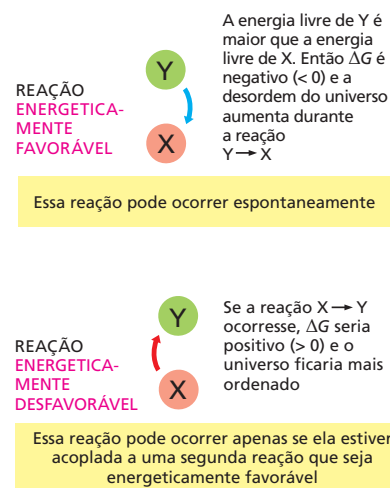 REAÇÃO
ENERGETICA-
MENTE
FAVORÁVEL
Y
X
A energia livre de Y é
maior que a energia
livre de X. Então ΔG é
negativo (< 0) e a
desordem do universo
aumenta durante
a reação
Y → X
Essa reação pode ocorrer espontaneamente
REAÇÃO
ENERGETICA-
MENTE
DESFAVORÁVEL
Y
X
Se a reação X → Y
ocorresse, ΔG seria
positivo (> 0) e o
universo ficaria mais
ordenado
Essa reação pode ocorrer apenas se ela estiver
acoplada a uma segunda reação que seja
energeticamente favorável